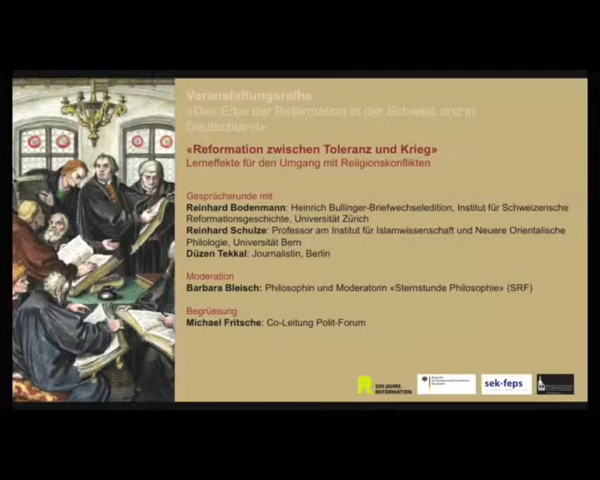 Veranstaltungsreihe
«Das Erbe der Reformation in der Schweiz und in
Deutschland»
«Reformation zwischen Toleranz und Krieg»
Lerneffekte für den Umgang mit Religionskonflikten
Gesprächsrunde mit
Reinhard Bodenmann: Heinrich Bullinger-Briefwechseledition, Institut für Schweizerische
Reformationsgeschichte, Universität Zürich
Reinhard Schulze: Professor am Institut für Islamwissenschaft und Neuere Orientalische
Philologie, Universität Bern
Düzen Tekkal: Journalistin, Berlin
Moderation
Barbara Bleisch: Philosophin und Moderatorin «Sternstunde Philosophie» (SRF)
Begrüssung
Michael Fritsche: Co-Leitung Polit-Forum
R 500 JAHRE
REFORMATION
sek·feps